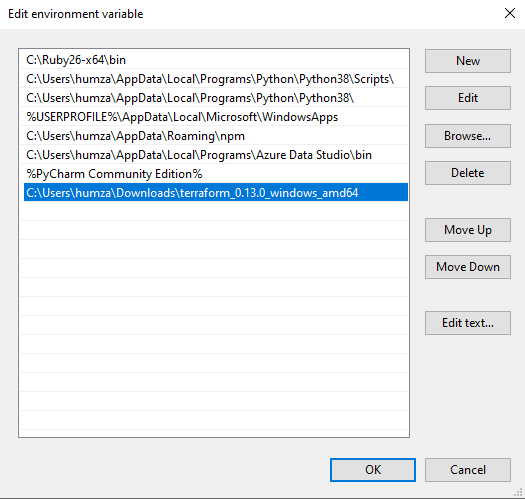 Edit environment variable
C:\Ruby26-x64\bin
C:\Users\humza\AppData\Local\Programs\Python\Python38\Scripts\
C:\Users\humza\AppData\Local\Programs\Python\Python38\
%USERPROFILE%\AppData\Local\Microsoft\WindowsApps
C:\Users\humza\AppData\Roaming\npm
C:\Users\humza\AppData\Local\Programs\Azure Data Studio\bin
%PyCharm Community Edition%
C:\Users\humza\Downloads\terraform_0.13.0_windows_amd64
New
Edit
Browse...
Delete
Move Up
Move Down
Edit text...
OK
Cancel